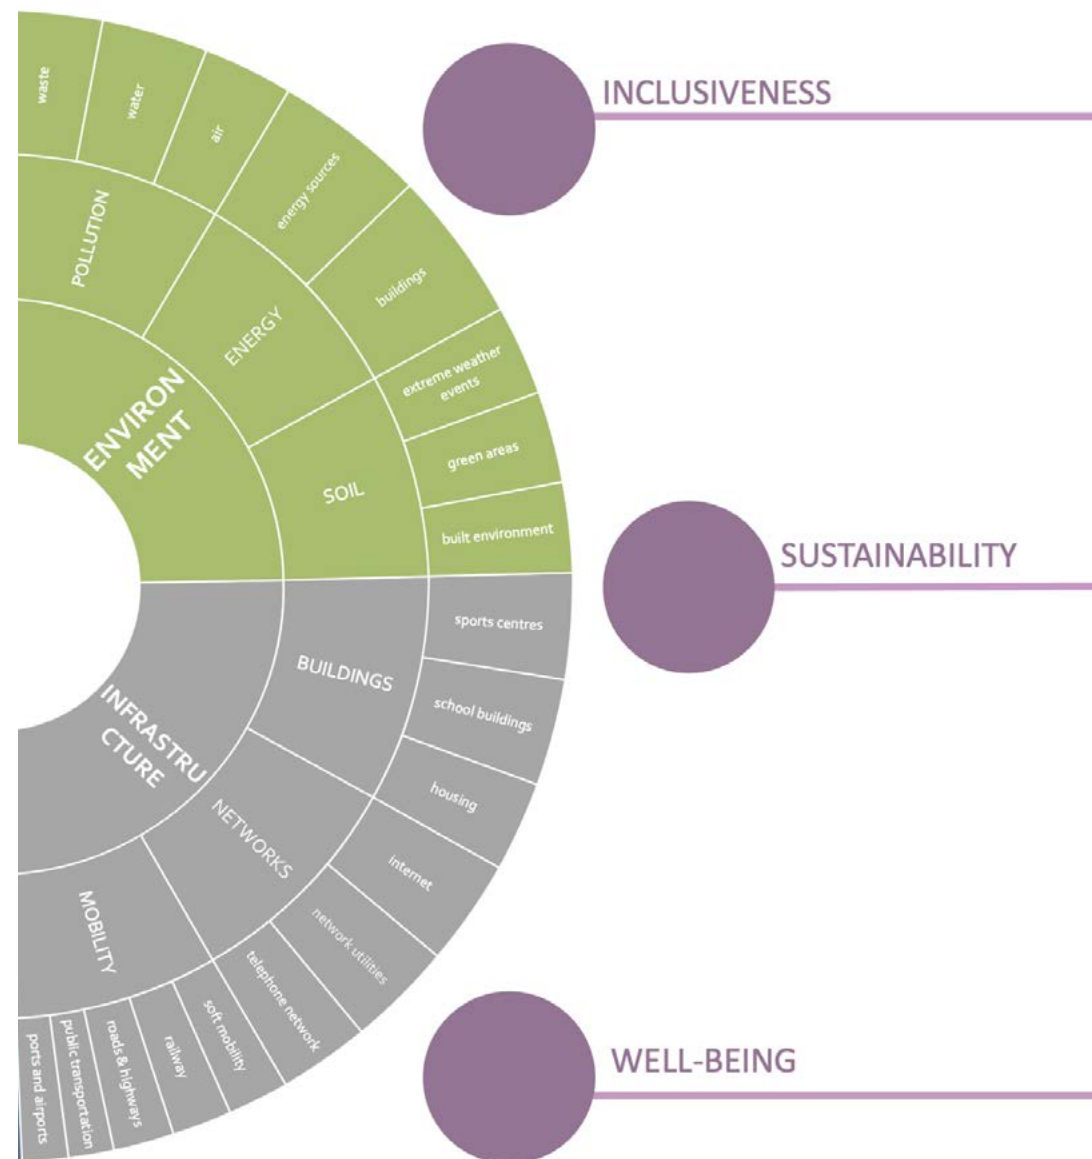 waste
water
air
energy sources
buildings
extreme weather
events
green areas
built environment
POLLUTION
ENERGY
SOIL
ENVIRON
MENT
INFRASTRU
CTURE
BUILDINGS
NETWORKS
MOBILITY
sports centres
school buildings
housing
internet
network utilities
telephone network
soft mobility
railway
roads & highways
public transportation
ports and airports
INCLUSIVENESS
SUSTAINABILITY
WELL-BEING